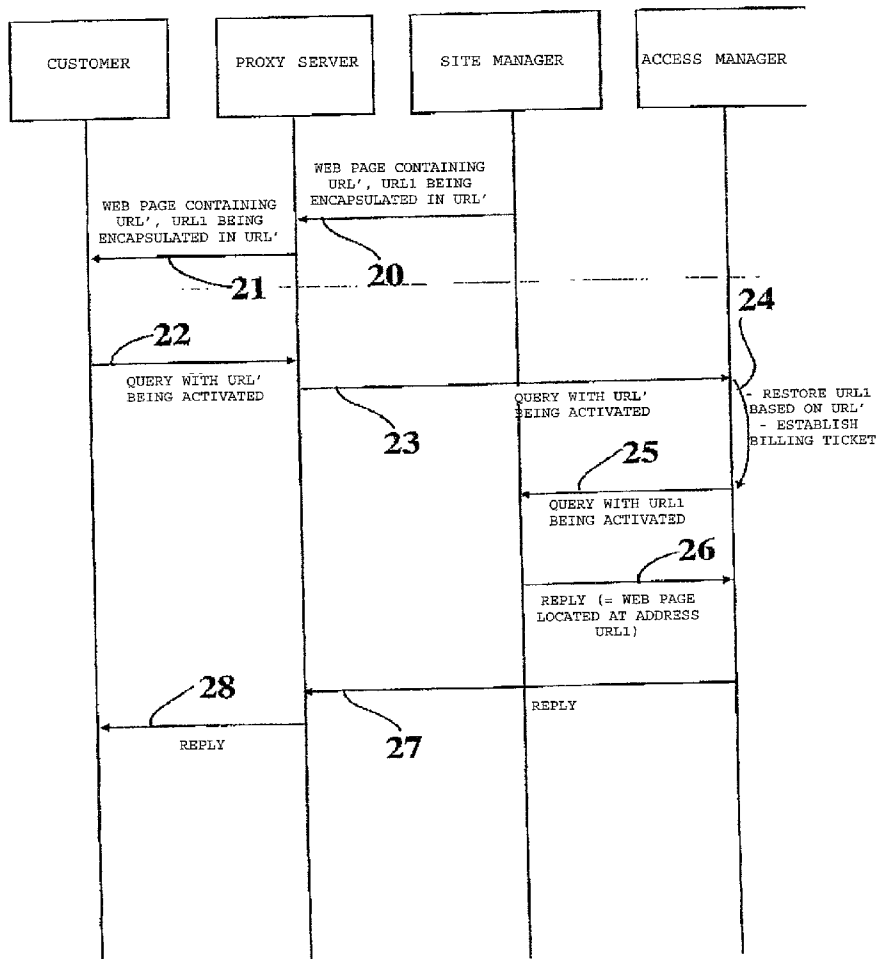 CUSTOMER
PROXY SERVER
SITE MANAGER
ACCESS MANAGER
WEB PAGE CONTAINING
URL', URL1 BEING
ENCAPSULATED IN URL'
20
WEB PAGE CONTAINING
URL', URL1 BEING
ENCAPSULATED IN URL'
21
22
QUERY WITH URL'
BEING ACTIVATED
23
QUERY WITH URL'
BEING ACTIVATED
24
- RESTORE URL1
BASED ON URL'
- ESTABLISH
BILLING TICKET
25
QUERY WITH URL1
BEING ACTIVATED
26
REPLY (= WEB PAGE
LOCATED AT ADDRESS
URL1)
27
REPLY
28
REPLY